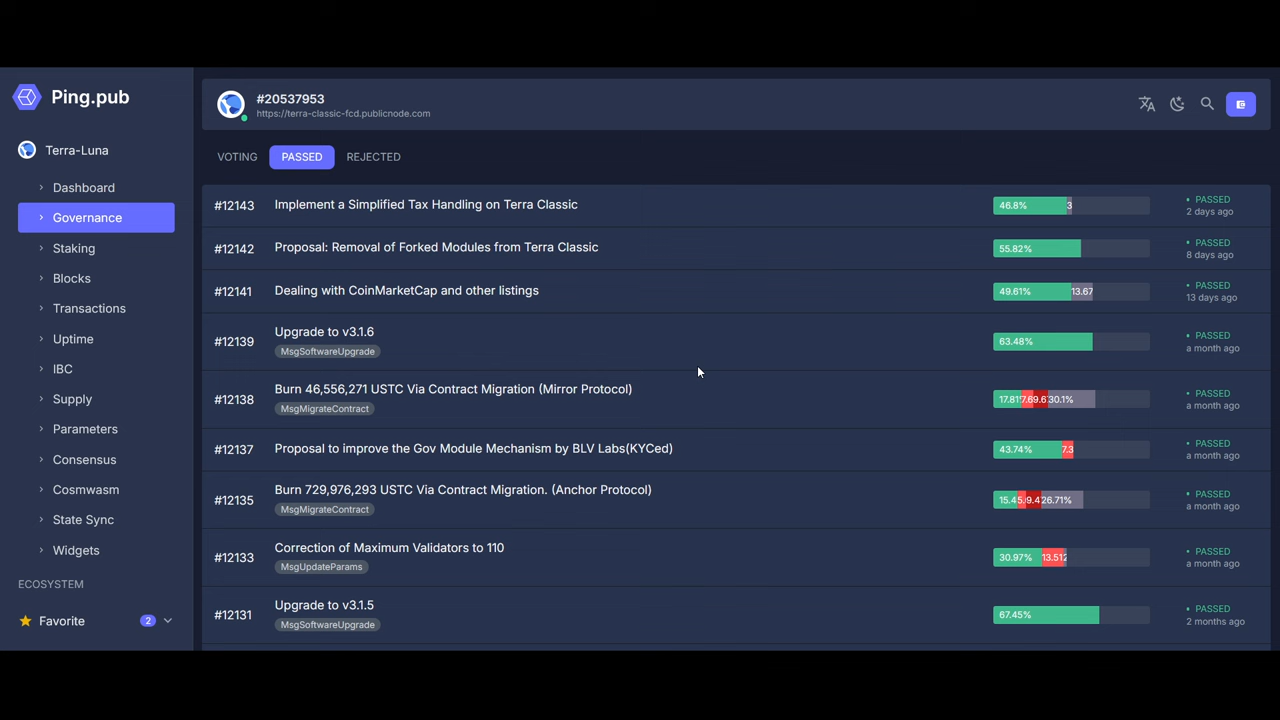 Ping.pub
#20537953
https://terra-classic-fcd.publicnode.com
Terra-Luna
Dashboard
Governance
Staking
Blocks
Transactions
Uptime
IBC
Supply
Parameters
Consensus
Cosmwasm
State Sync
Widgets
ECOSYSTEM
Favorite 2
VOTING PASSED REJECTED
#12143 Implement a Simplified Tax Handling on Terra Classic 46.8% 3 • PASSED
2 days ago
#12142 Proposal: Removal of Forked Modules from Terra Classic 55.82% • PASSED
8 days ago
#12141 Dealing with CoinMarketCap and other listings 49.61% 13.67 • PASSED
13 days ago
#12139 Upgrade to v3.1.6 63.48% • PASSED
MsgSoftwareUpgrade a month ago
#12138 Burn 46,556,271 USTC Via Contract Migration (Mirror Protocol) 30.1% • PASSED
MsgMigrateContract a month ago
#12137 Proposal to improve the Gov Module Mechanism by BLV Labs(KYCed) 43.74% 7.3 • PASSED
a month ago
#12135 Burn 729,976,293 USTC Via Contract Migration. (Anchor Protocol) 15.4 26.71% • PASSED
MsgMigrateContract a month ago
#12133 Correction of Maximum Validators to 110 30.97% 13.51 • PASSED
MsgUpdateParams a month ago
#12131 Upgrade to v3.1.5 67.45% • PASSED
MsgSoftwareUpgrade 2 months ago